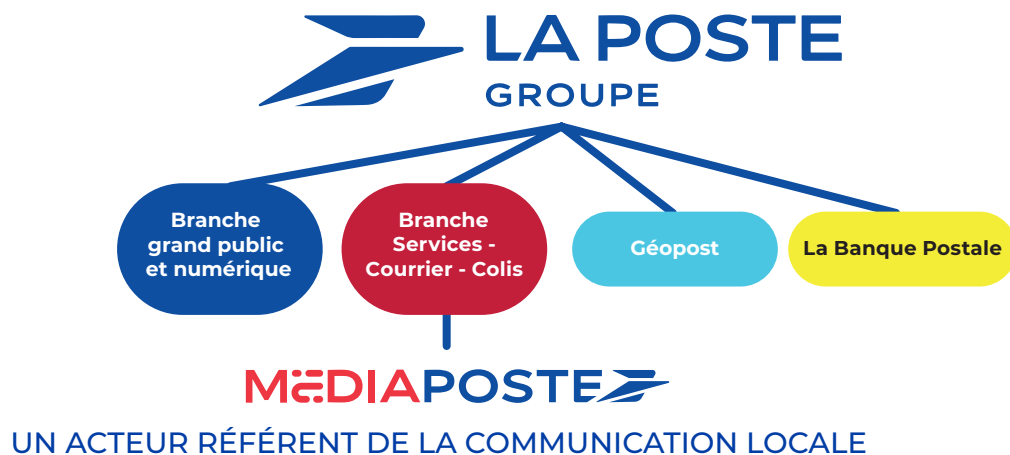 LA POSTE
GROUPE
Branche
grand public
et numérique
Branche
Services -
Courrier - Colis
Géopost
La Banque Postale
MËDIAPOSTE
UN ACTEUR RÉFÉRENT DE LA COMMUNICATION LOCALE